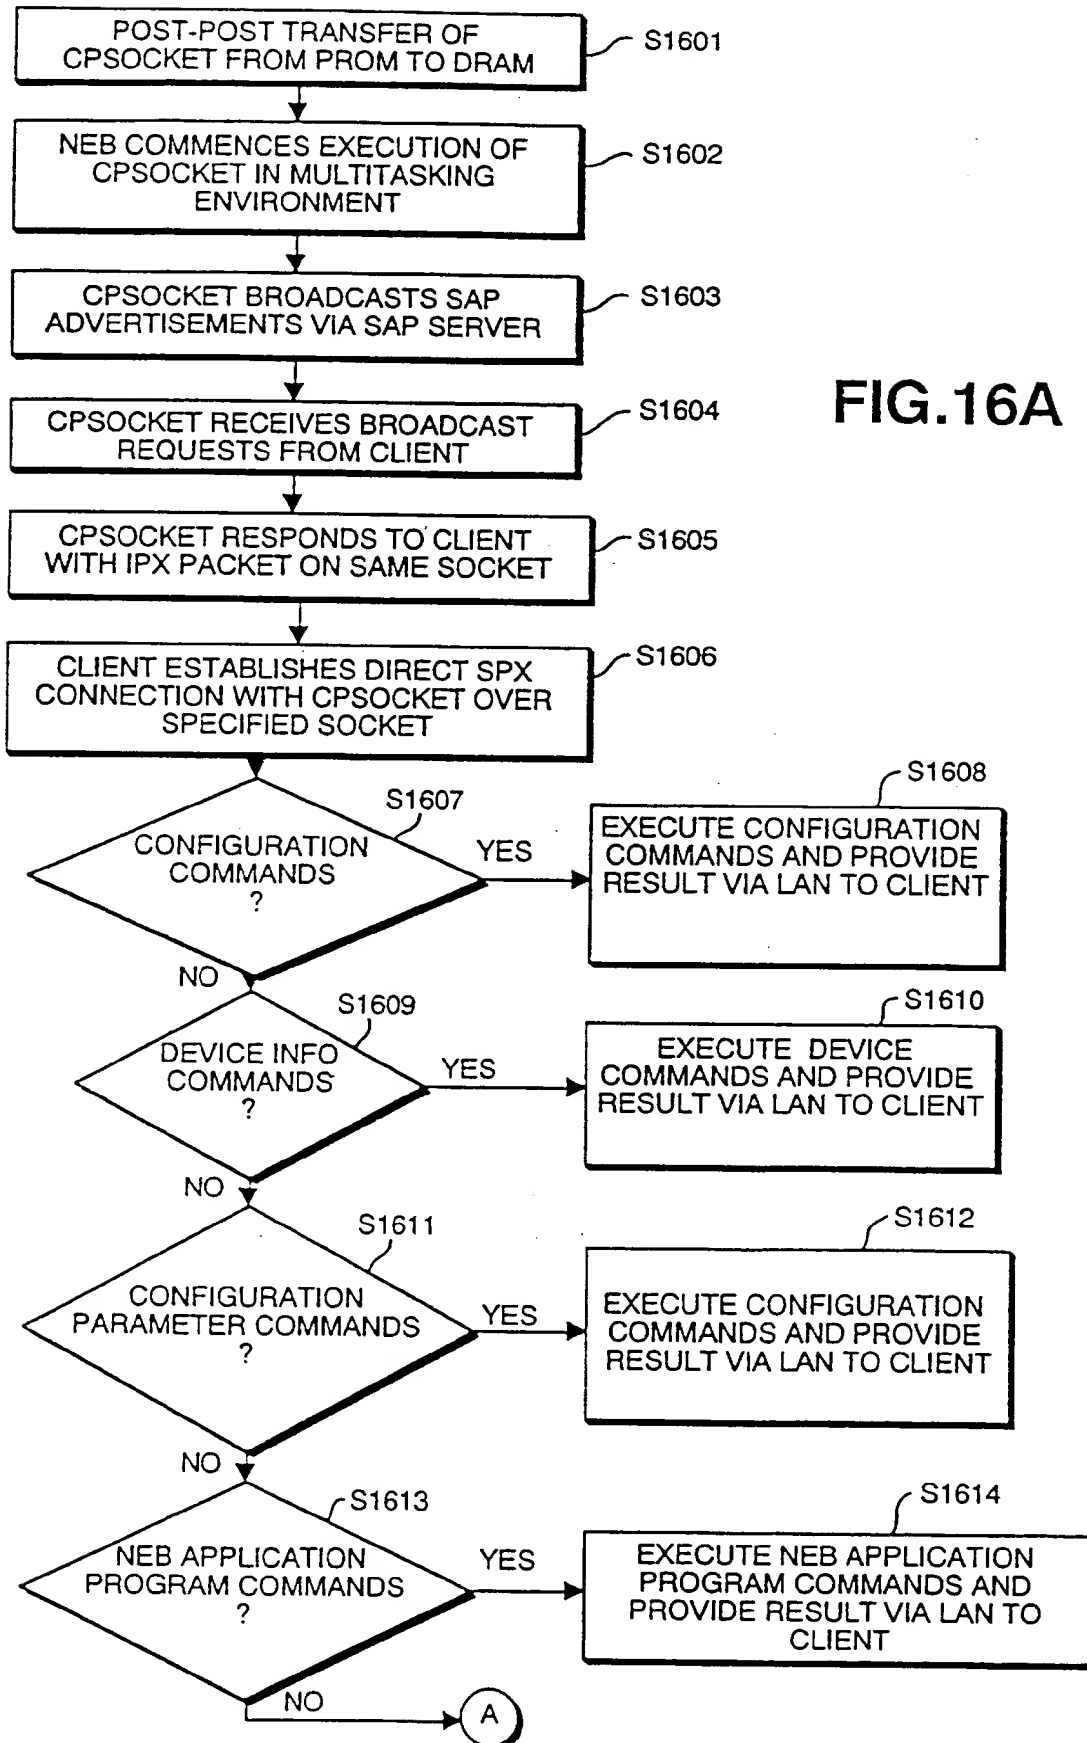 POST-POST TRANSFER OF
CPSOCKET FROM PROM TO DRAM
S1601
NEB COMMENCES EXECUTION OF
CPSOCKET IN MULTITASKING
ENVIRONMENT
S1602
CPSOCKET BROADCASTS SAP
ADVERTISEMENTS VIA SAP SERVER
S1603
FIG.16A
CPSOCKET RECEIVES BROADCAST
REQUESTS FROM CLIENT
S1604
CPSOCKET RESPONDS TO CLIENT
WITH IPX PACKET ON SAME SOCKET
S1605
CLIENT ESTABLISHES DIRECT SPX
CONNECTION WITH CPSOCKET OVER
SPECIFIED SOCKET
S1606
S1607
CONFIGURATION
COMMANDS
?
YES
NO
S1608
EXECUTE CONFIGURATION
COMMANDS AND PROVIDE
RESULT VIA LAN TO CLIENT
S1609
DEVICE INFO
COMMANDS
?
YES
NO
S1610
EXECUTE DEVICE
COMMANDS AND PROVIDE
RESULT VIA LAN TO CLIENT
S1611
CONFIGURATION
PARAMETER COMMANDS
?
YES
NO
S1612
EXECUTE CONFIGURATION
COMMANDS AND PROVIDE
RESULT VIA LAN TO CLIENT
S1613
NEB APPLICATION
PROGRAM COMMANDS
?
YES
NO
S1614
EXECUTE NEB APPLICATION
PROGRAM COMMANDS AND
PROVIDE RESULT VIA LAN TO
CLIENT
A